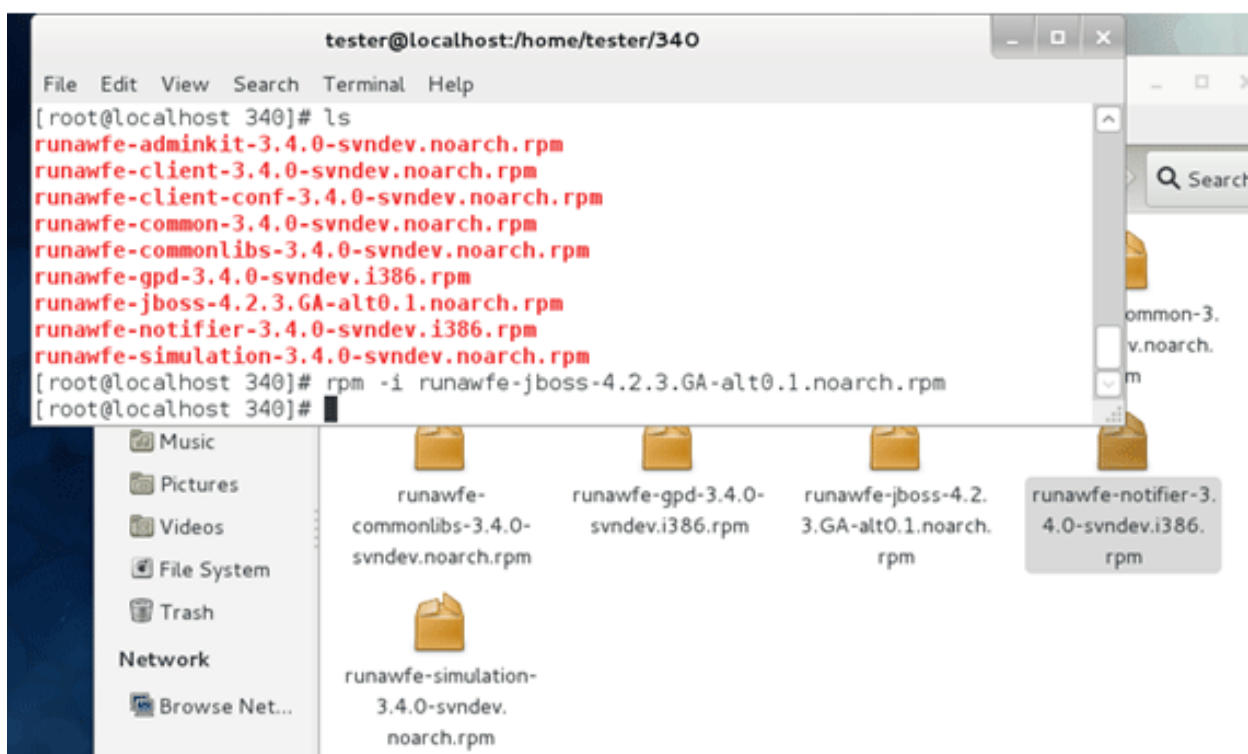 tester@localhost:/home/tester/340
File Edit View Search Terminal Help
[root@localhost 340]# ls
runawfe-adminkit-3.4.0-svndev.noarch.rpm
runawfe-client-3.4.0-svndev.noarch.rpm
runawfe-client-conf-3.4.0-svndev.noarch.rpm
runawfe-common-3.4.0-svndev.noarch.rpm
runawfe-commonlibs-3.4.0-svndev.noarch.rpm
runawfe-gpd-3.4.0-svndev.i386.rpm
runawfe-jboss-4.2.3.GA-alt0.1.noarch.rpm
runawfe-notifier-3.4.0-svndev.i386.rpm
runawfe-simulation-3.4.0-svndev.noarch.rpm
[root@localhost 340]# rpm -i runawfe-jboss-4.2.3.GA-alt0.1.noarch.rpm
[root@localhost 340]#
Search
ommon-3.
v.noarch.
m
Music
Pictures
Videos
File System
Trash
Network
Browse Net...
runawfe-
commonlibs-3.4.0-
svndev.noarch.rpm
runawfe-gpd-3.4.0-
svndev.i386.rpm
runawfe-jboss-4.2.
3.GA-alt0.1.noarch.
rpm
runawfe-notifier-3.
4.0-svndev.i386.
rpm
runawfe-simulation-
3.4.0-svndev.
noarch.rpm